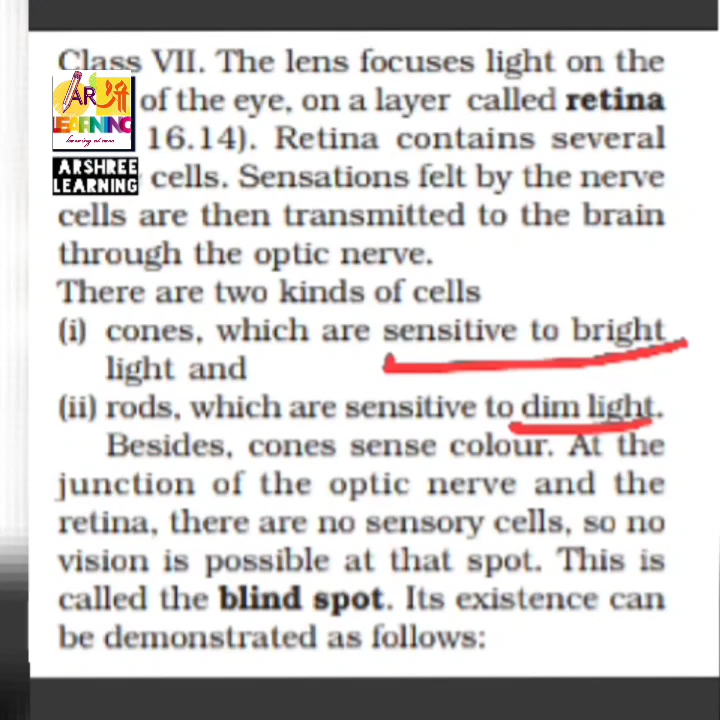 Class VII. The lens focuses light on the
of the eye, on a layer called retina
16.14). Retina contains several
cells. Sensations felt by the nerve
cells are then transmitted to the brain
through the optic nerve.
There are two kinds of cells
(i) cones, which are sensitive to bright
light and
(ii) rods, which are sensitive to dim light.
Besides, cones sense colour. At the
junction of the optic nerve and the
retina, there are no sensory cells, so no
vision is possible at that spot. This is
called the blind spot. Its existence can
be demonstrated as follows:
AR श्री
LEARNING
ARSHREE
LEARNING